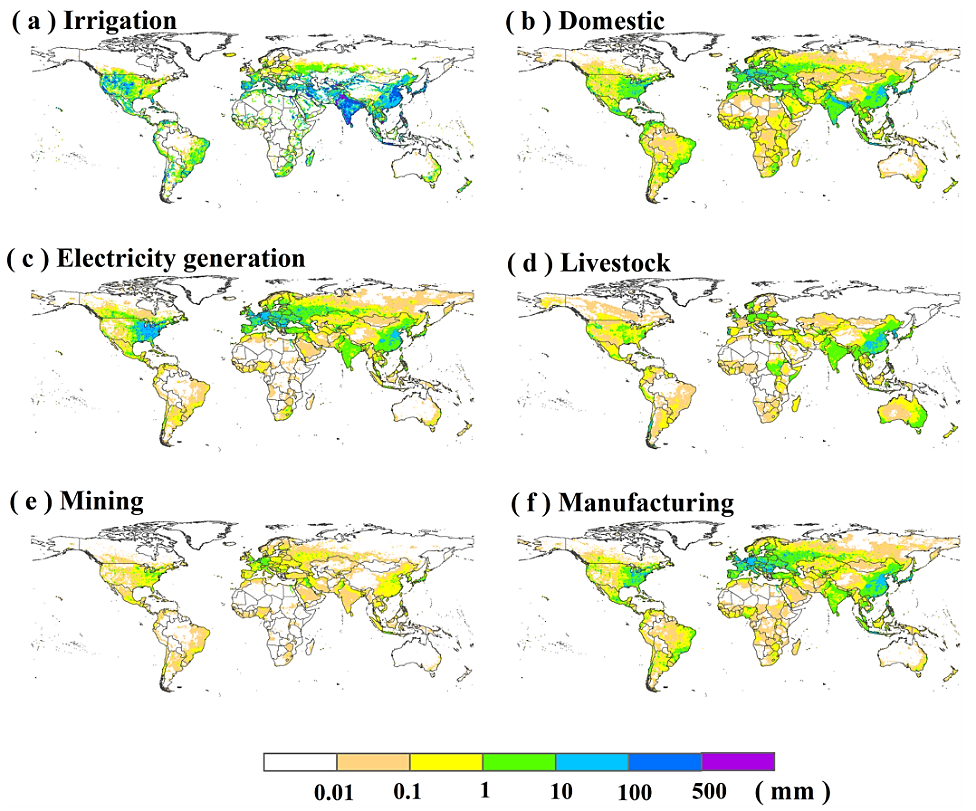 ( a ) Irrigation
( b ) Domestic
( c ) Electricity generation
( d ) Livestock
( e ) Mining
( f ) Manufacturing
0.01 0.1 1 10 100 500 ( mm )